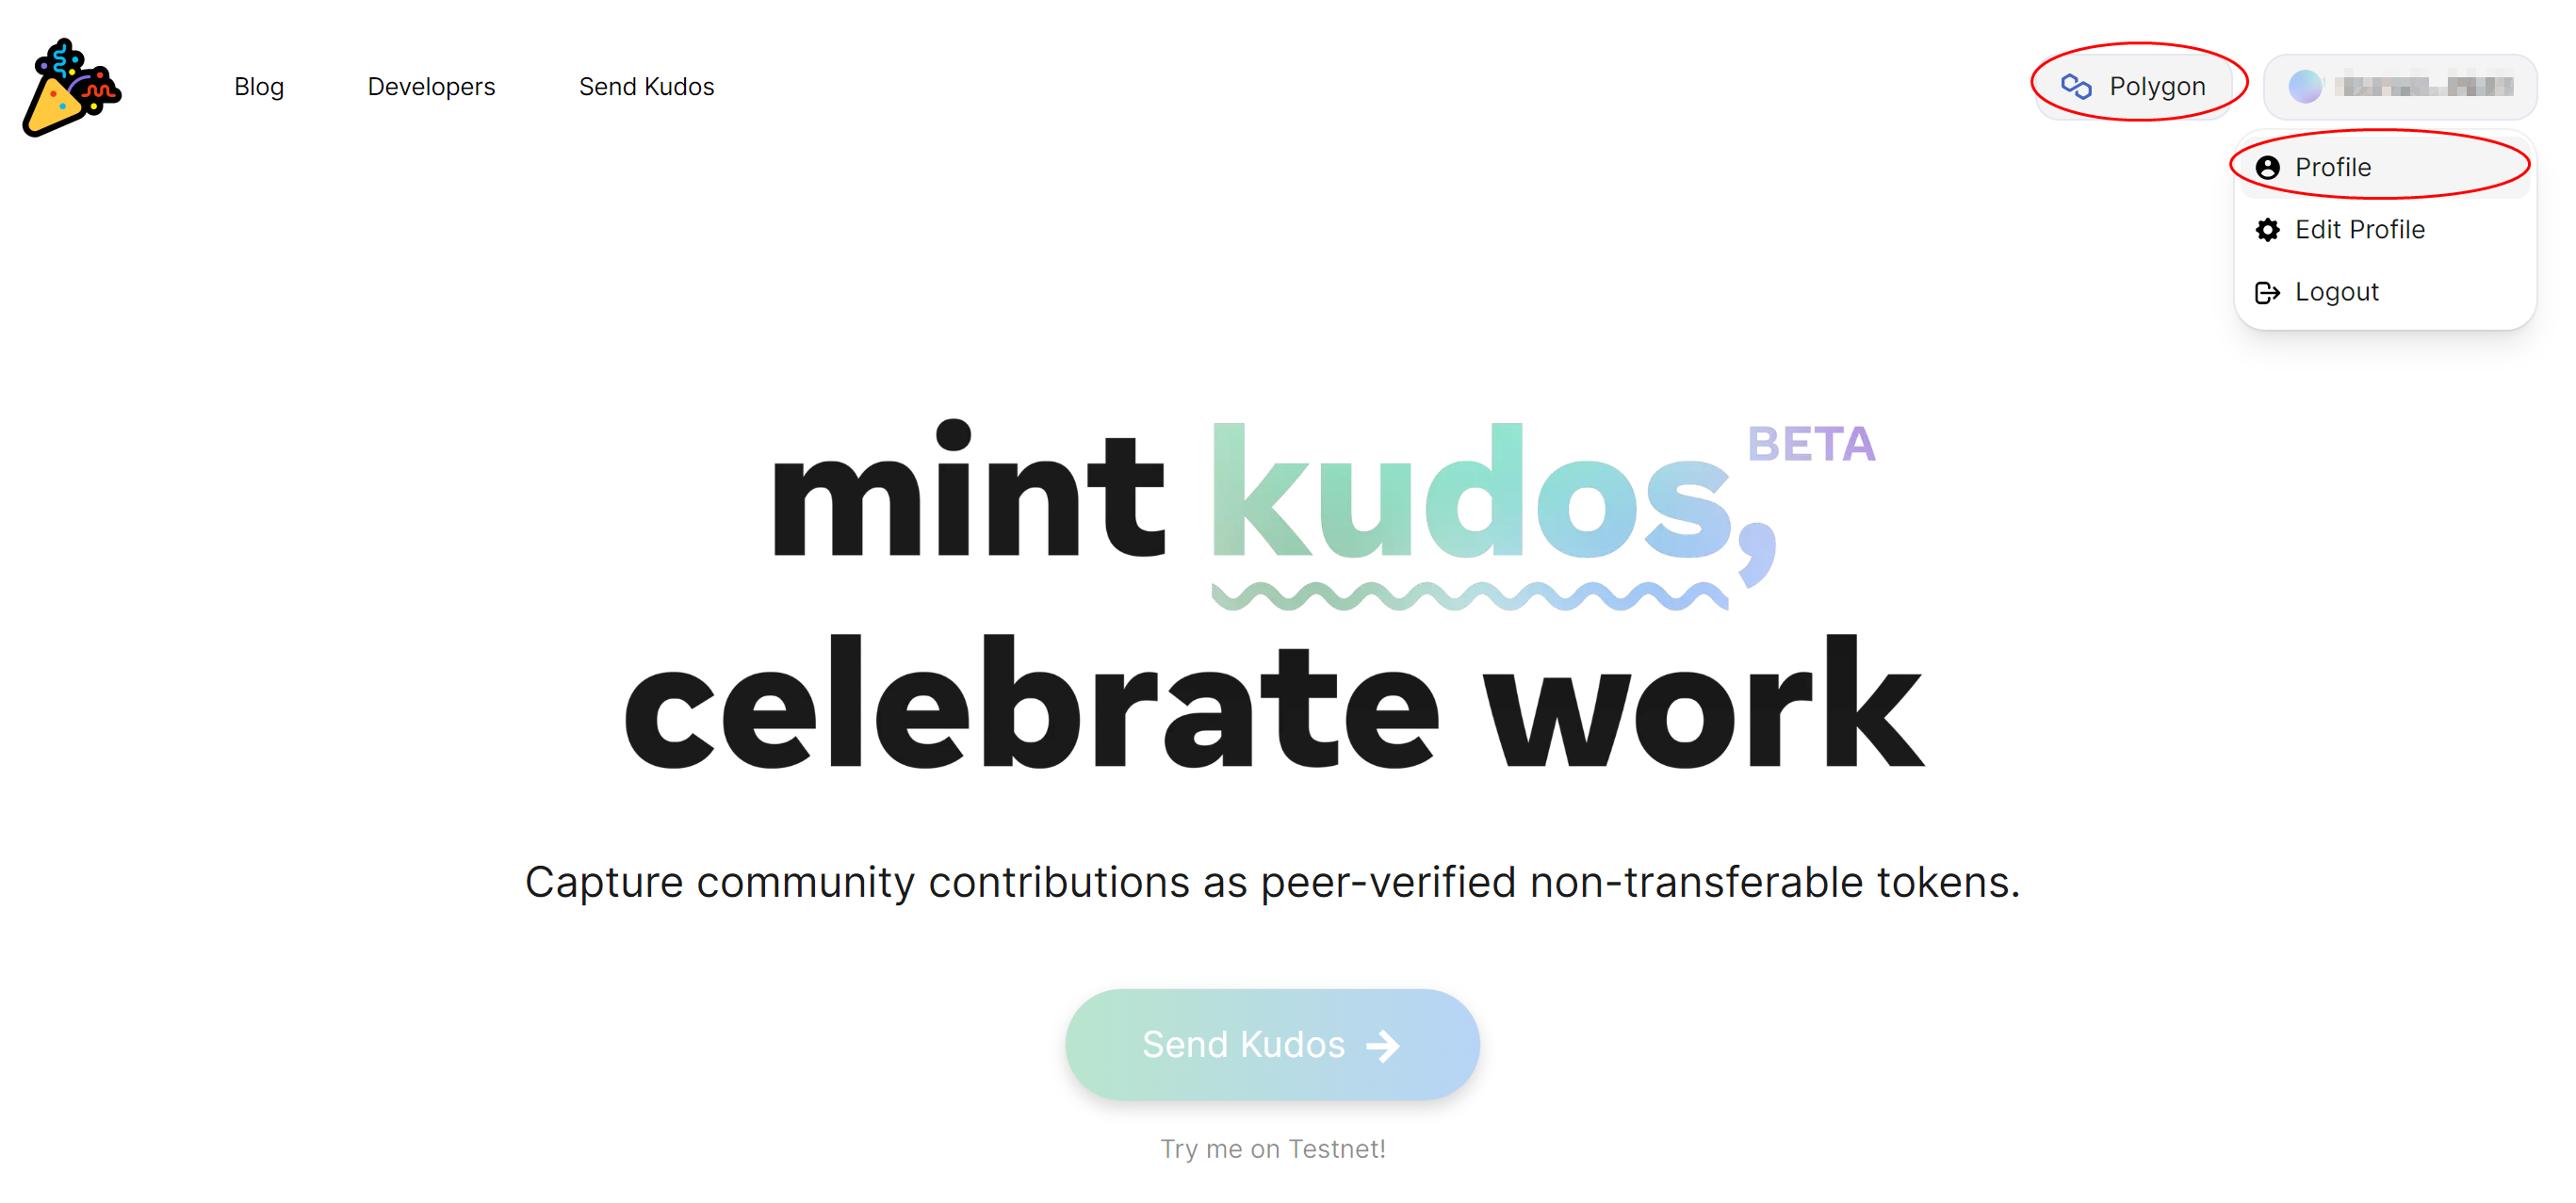 Blog Developers Send Kudos Polygon
Profile
Edit Profile
Logout
mint kudos, BETA
celebrate work
Capture community contributions as peer-verified non-transferable tokens.
Send Kudos →
Try me on Testnet!